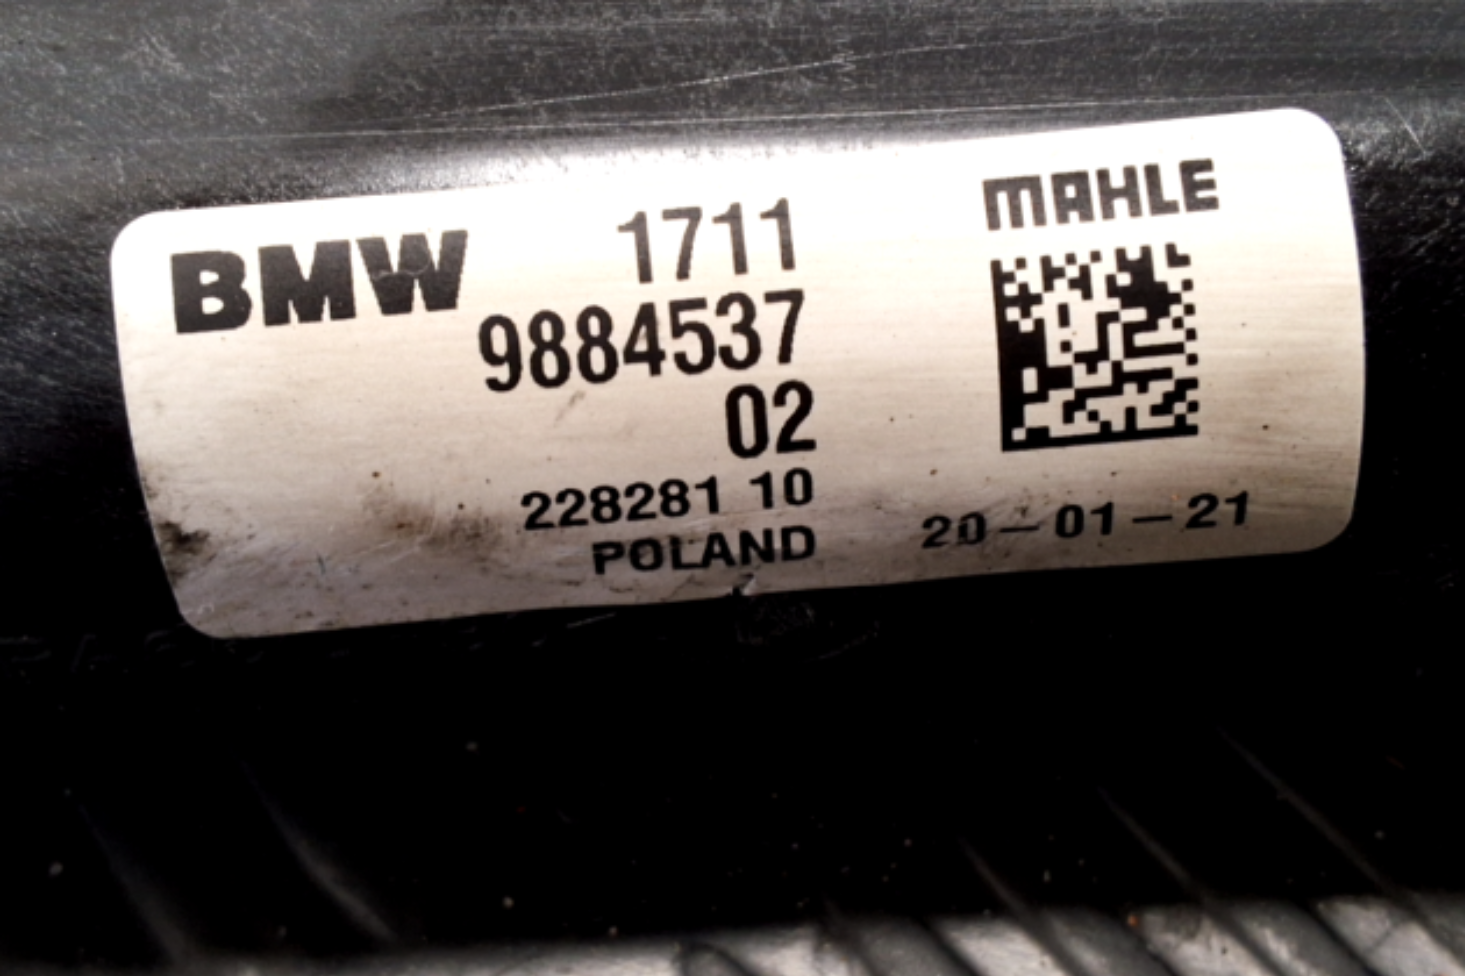 BMW 1711
9884537
02
228281 10
POLAND
MAHLE
20-01-21